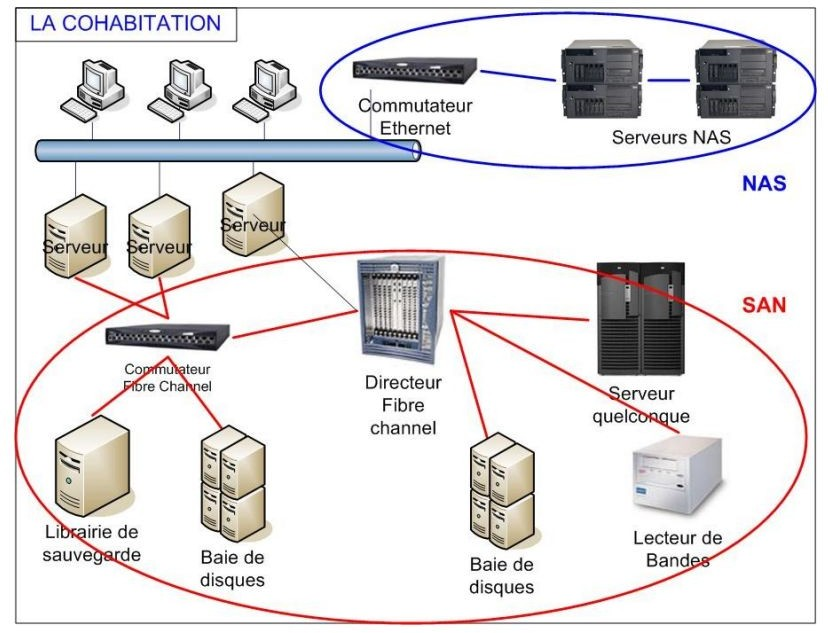 LA COHABITATION
Commutateur
Ethernet
Serveurs NAS
NAS
Serveur
Serveur
Serveur
SAN
Commutateur
Fibre Channel
Directeur
Fibre
channel
Serveur
quelconque
Librairie de
sauvegarde
Baie de
disques
Baie de
disques
Lecteur de
Bandes